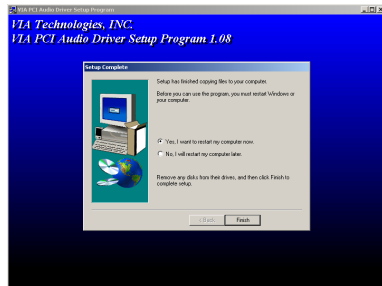 VIA PCI Audio Driver Setup Program
VIA Technologies, INC.
VIA PCI Audio Driver Setup Program 1.08
Setup Complete
Setup has finished copying files to your computer.
Before you can use the program, you must restart Windows or
your computer.
Yes, I want to restart my computer now.
No, I will restart my computer later.
Remove any disks from their drives, and then click Finish to
complete setup.
< Back
Finish